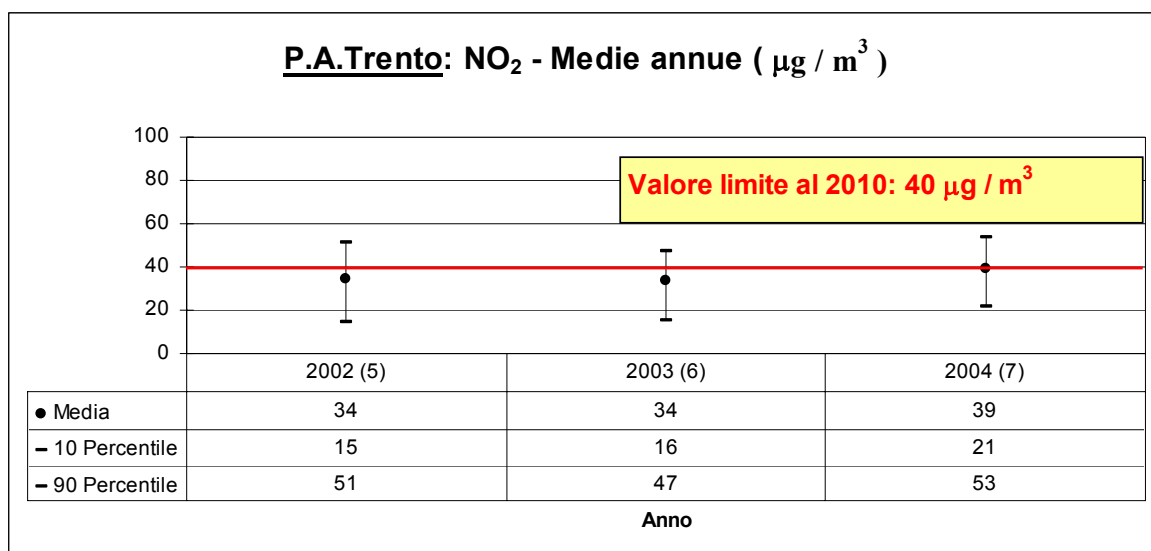 P.A.Trento: NO₂ - Medie annue ( μg / m³ )
100
80
60
40
20
0
Valore limite al 2010: 40 μg / m³
2002 (5) 2003 (6) 2004 (7)
Media 34 34 39
10 Percentile 15 16 21
90 Percentile 51 47 53
Anno